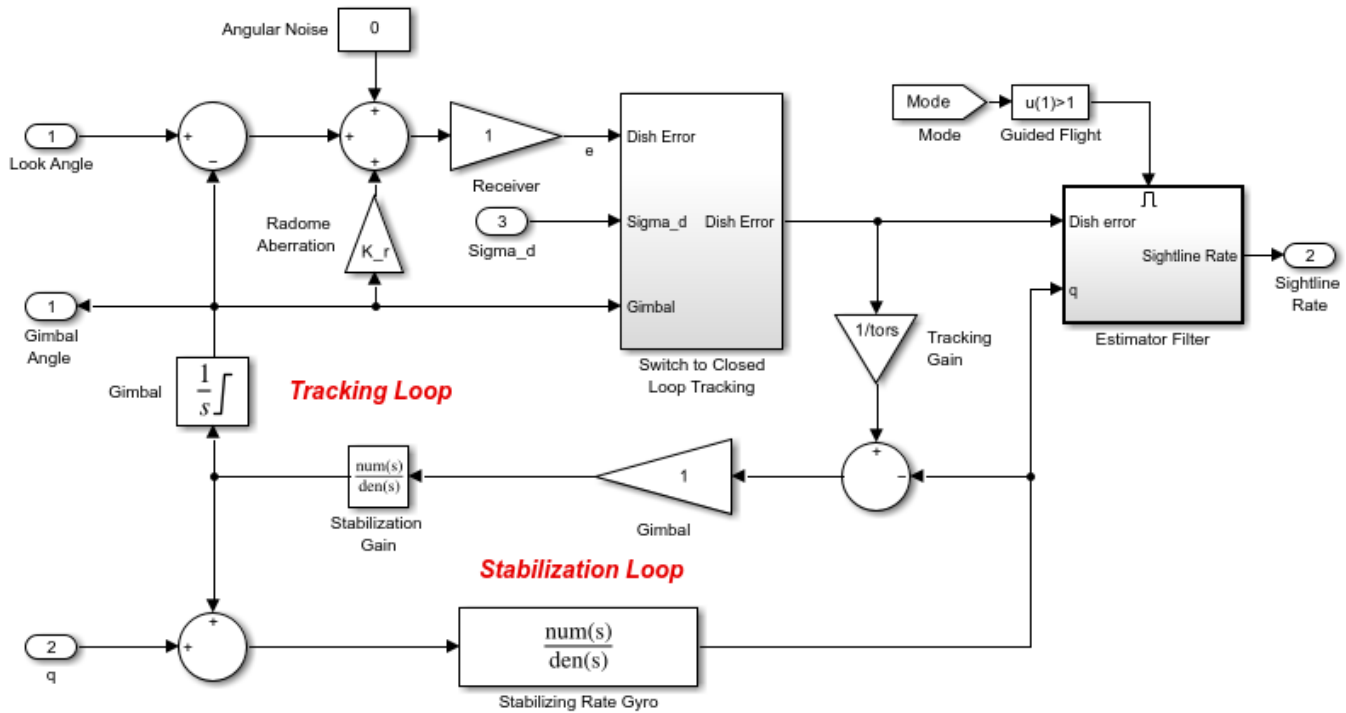 Angular Noise
0
Mode
u(1)>1
Mode
Guided Flight
1
Look Angle
+
−
+
+
+
1
Receiver
e
Dish Error
Radome
Aberration
K_r
3
Sigma_d
Sigma_d
Dish Error
Dish error
Sightline Rate
q
Estimator Filter
2
Sightline
Rate
1
Gimbal
Angle
Gimbal
Switch to Closed
Loop Tracking
1/tors
Tracking
Gain
Gimbal
1
s
Tracking Loop
num(s)
den(s)
Stabilization
Gain
1
Gimbal
+
−
Stabilization Loop
2
q
+
+
num(s)
den(s)
Stabilizing Rate Gyro